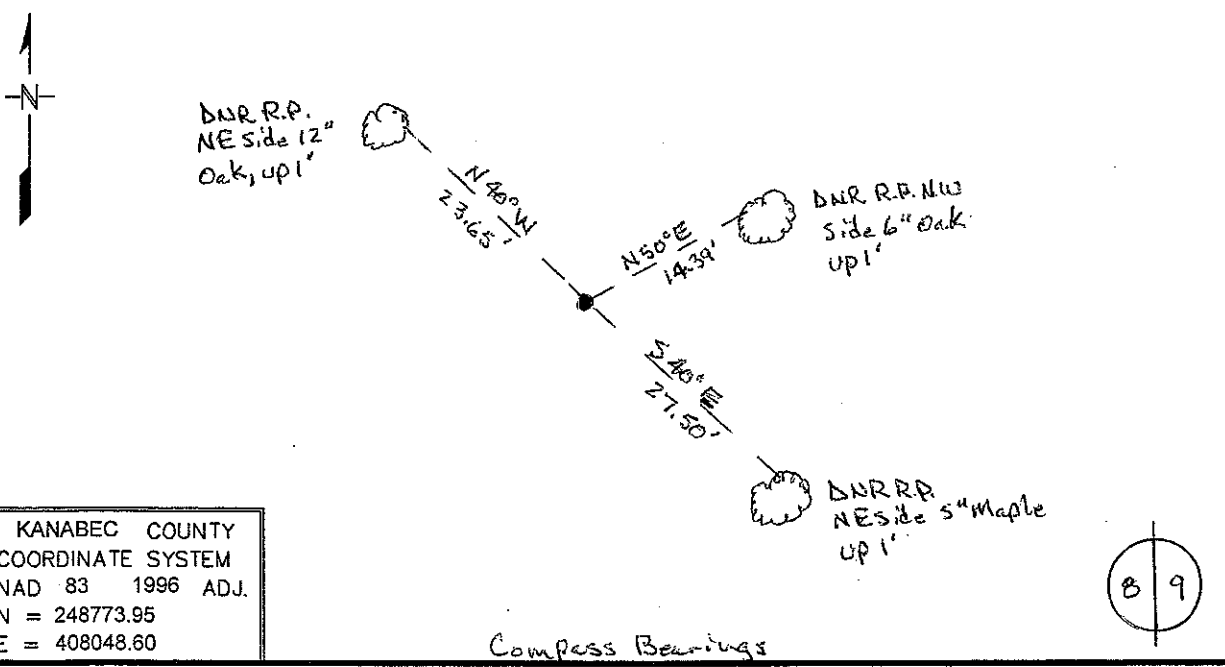 N
DNR R.P.
NE Side 12"
Oak, up 1'
N 40° W
23.65'
N 50° E
14.39'
DNR R.P. NW
Side 6" Oak
up 1'
S 40° E
27.50'
DNR R.P.
NE Side 5" Maple
up 1'
KANABEC COUNTY
COORDINATE SYSTEM
NAD 83 1996 ADJ.
N = 248773.95
E = 408048.60
Compass Bearings
8 9